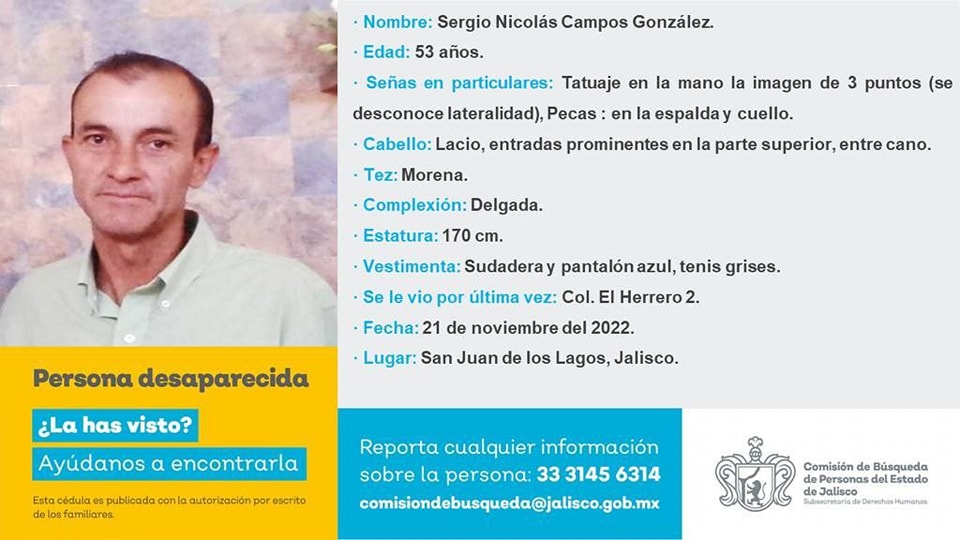 · Nombre: Sergio Nicolás Campos González.
· Edad: 53 años.
· Señas en particulares: Tatuaje en la mano la imagen de 3 puntos (se
desconoce lateralidad), Pecas : en la espalda y cuello.
· Cabello: Lacio, entradas prominentes en la parte superior, entre cano.
· Tez: Morena.
· Complexión: Delgada.
· Estatura: 170 cm.
· Vestimenta: Sudadera y pantalón azul, tenis grises.
· Se le vio por última vez: Col. El Herrero 2.
· Fecha: 21 de noviembre del 2022.
· Lugar: San Juan de los Lagos, Jalisco.
Persona desaparecida
¿La has visto?
Ayúdanos a encontrarla
Esta cédula es publicada con la autorización por escrito
de los familiares.
Reporta cualquier información
sobre la persona: 33 3145 6314
comisiondebusqueda@jalisco.gob.mx
Comisión de Búsqueda
de Personas del Estado
de Jalisco
Subsecretaría de Derechos Humanos